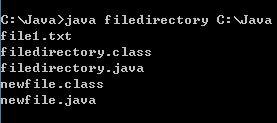 C:\Java>java filedirectory C:\Java
file1.txt
filedirectory.class
filedirectory.java
newfile.class
newfile.java